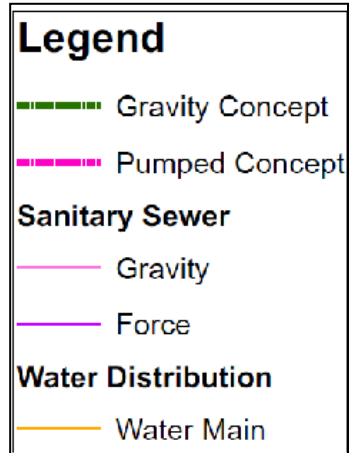 Legend
Gravity Concept
Pumped Concept
Sanitary Sewer
Gravity
Force
Water Distribution
Water Main